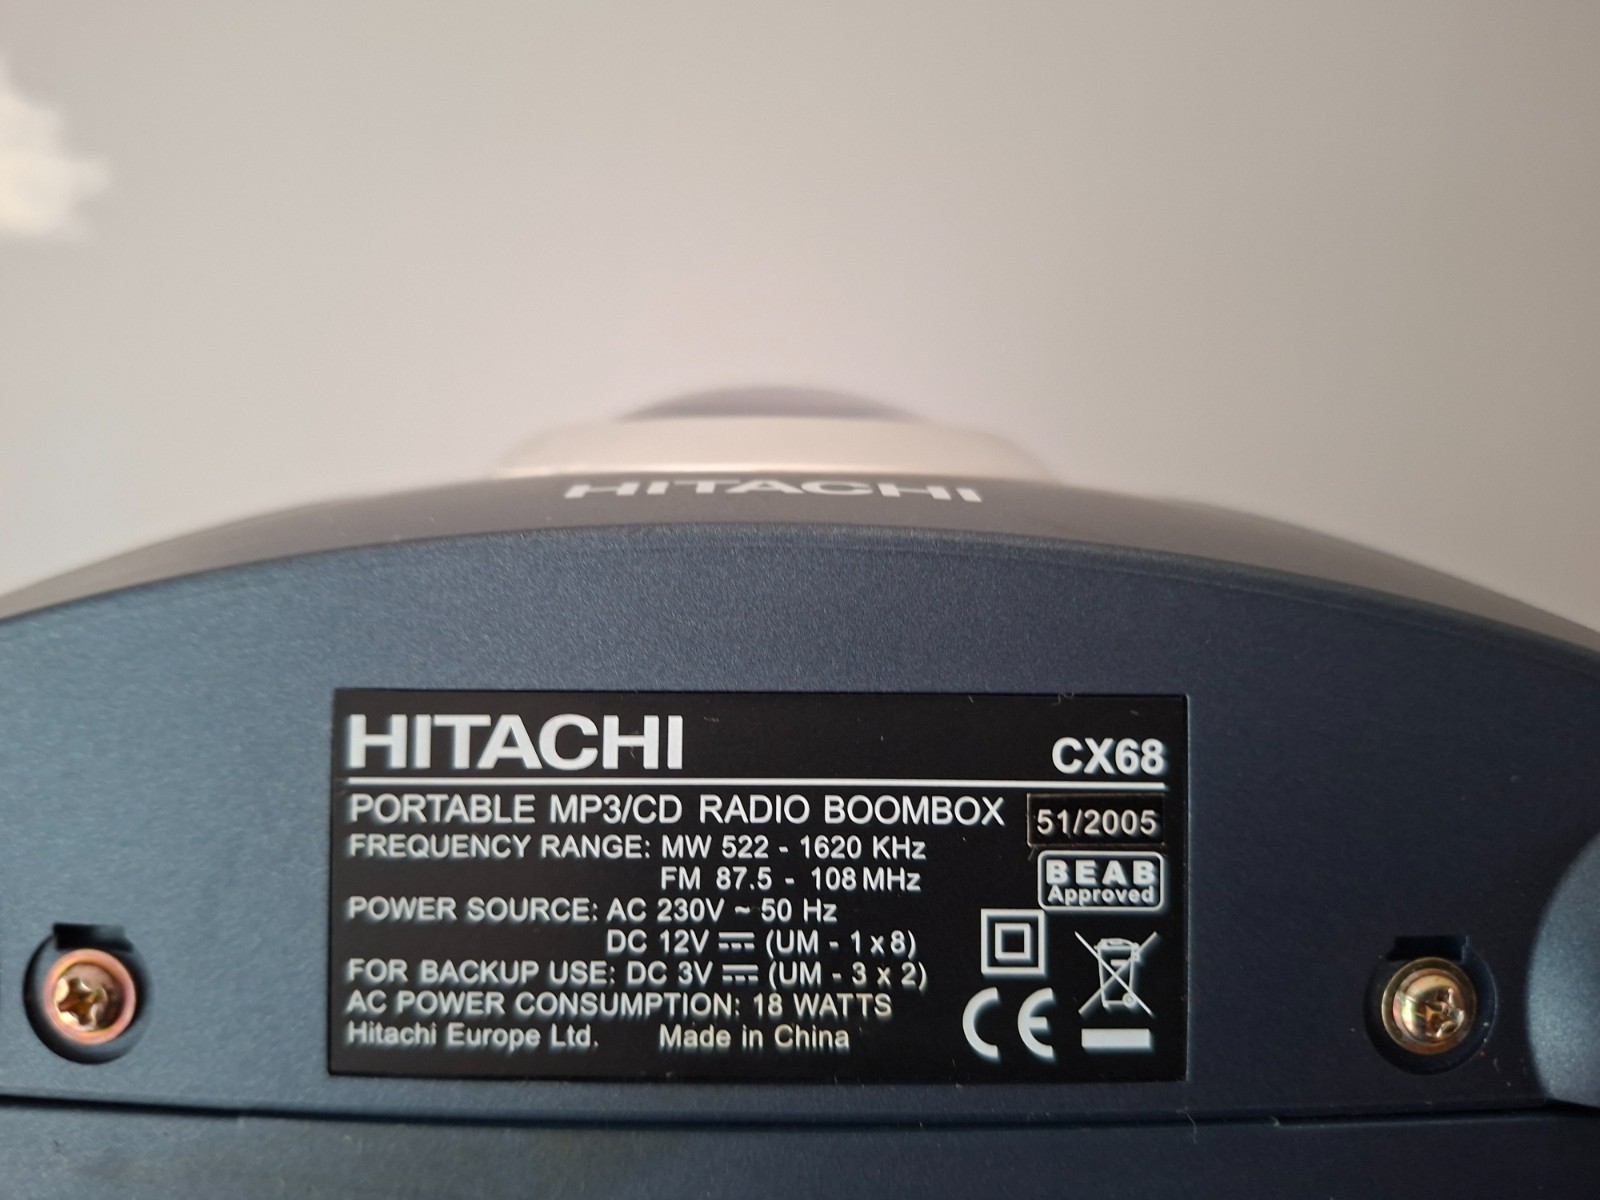 HITACHI
HITACHI
CX68
PORTABLE MP3/CD RADIO BOOMBOX
51/2005
FREQUENCY RANGE: MW 522 - 1620 KHz
FM 87.5 - 108 MHz
BEAB
Approved
POWER SOURCE: AC 230V ~ 50 Hz
DC 12V ⎓ (UM - 1 x 8)
FOR BACKUP USE: DC 3V ⎓ (UM - 3 x 2)
AC POWER CONSUMPTION: 18 WATTS
CE
Hitachi Europe Ltd. Made in China